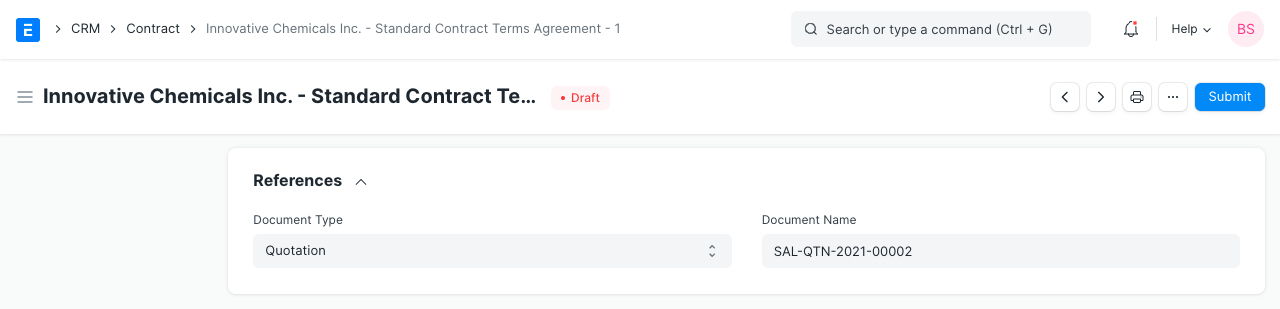 E CRM Contract Innovative Chemicals Inc. - Standard Contract Terms Agreement - 1 Search or type a command (Ctrl + G) Help BS
Innovative Chemicals Inc. - Standard Contract Te... • Draft ... Submit
References
Document Type Document Name
Quotation SAL-QTN-2021-00002